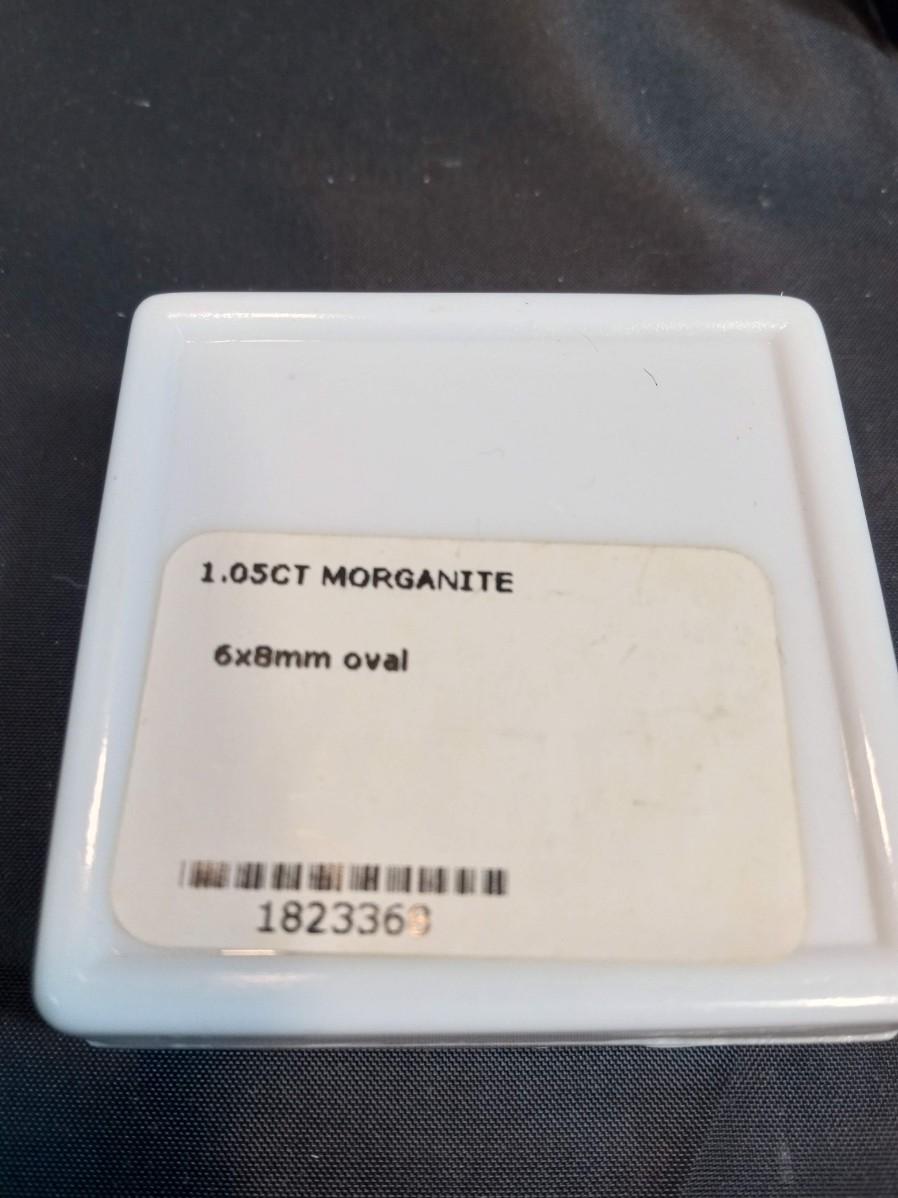 1.05CT MORGANITE
6x8mm oval